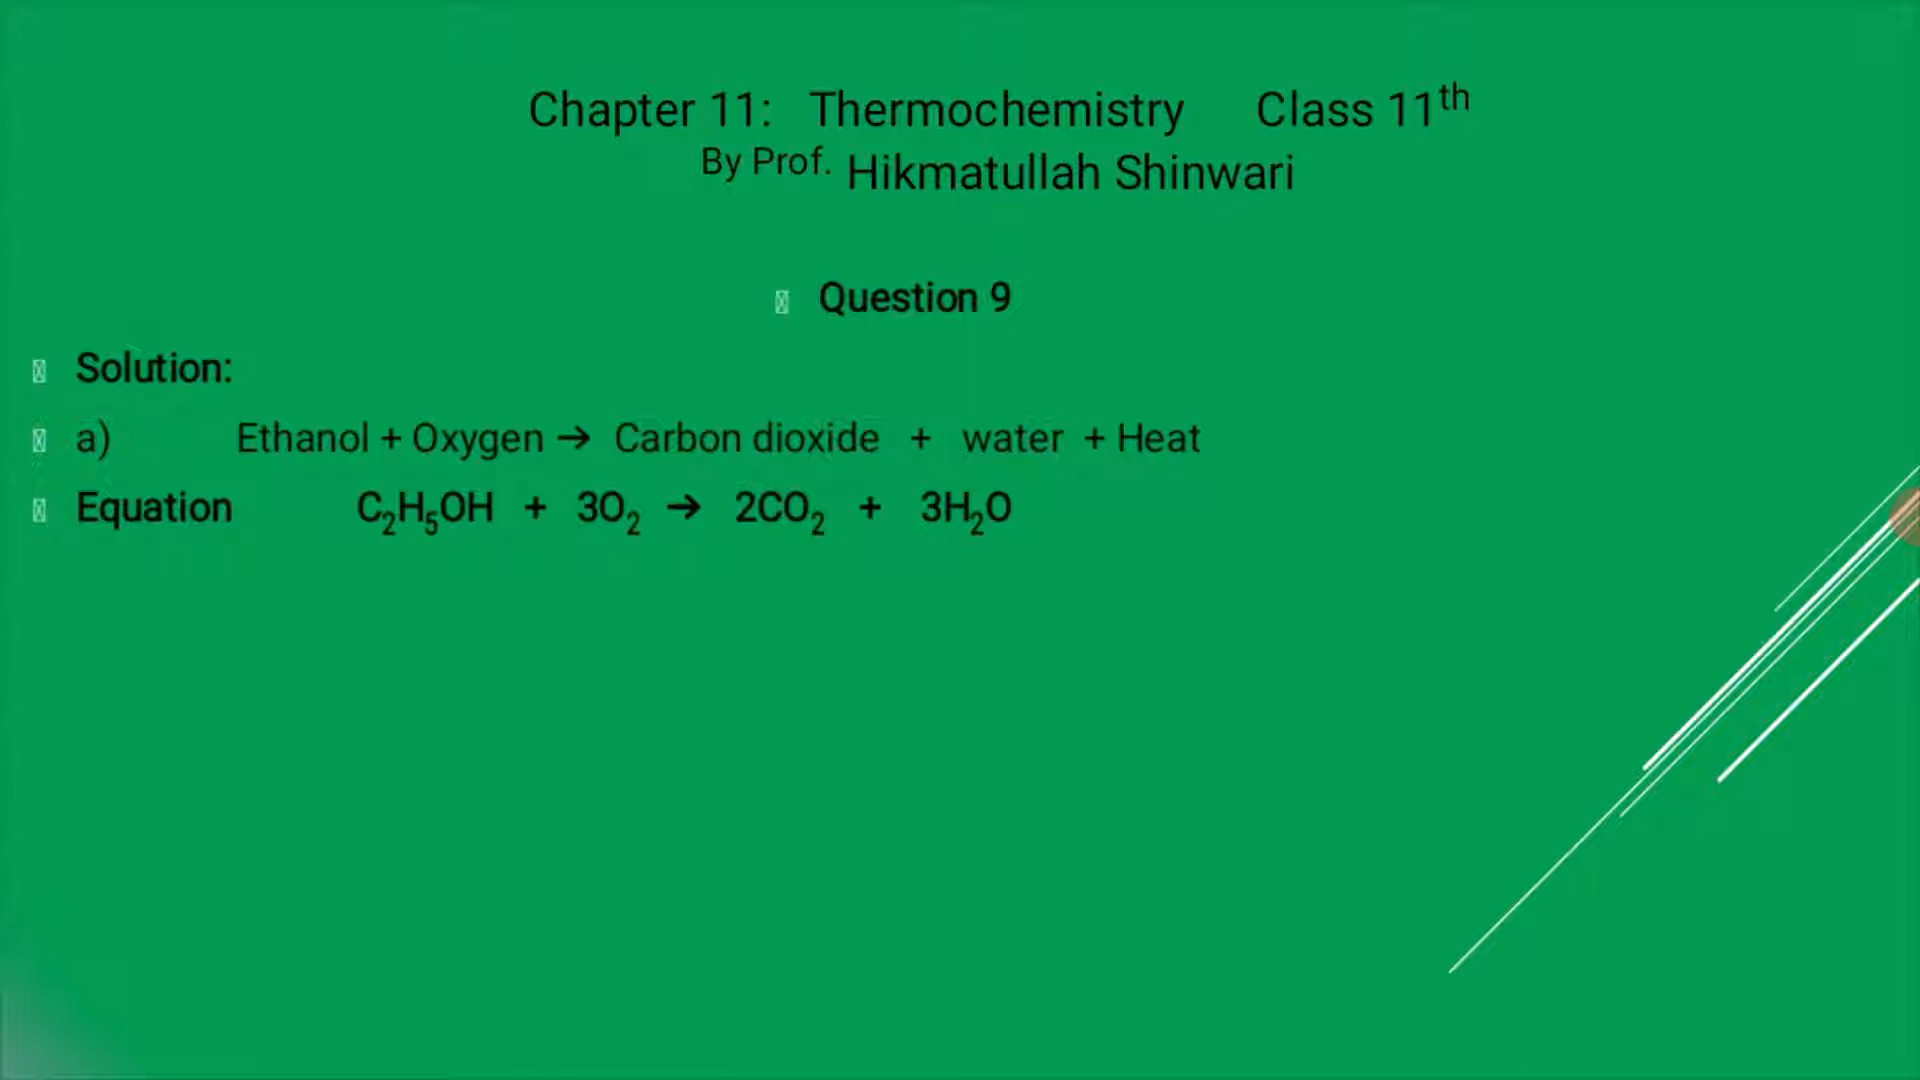 Chapter 11: Thermochemistry Class 11th
By Prof. Hikmatullah Shinwari
Question 9
Solution:
a) Ethanol + Oxygen → Carbon dioxide + water + Heat
Equation C₂H₅OH + 3O₂ → 2CO₂ + 3H₂O